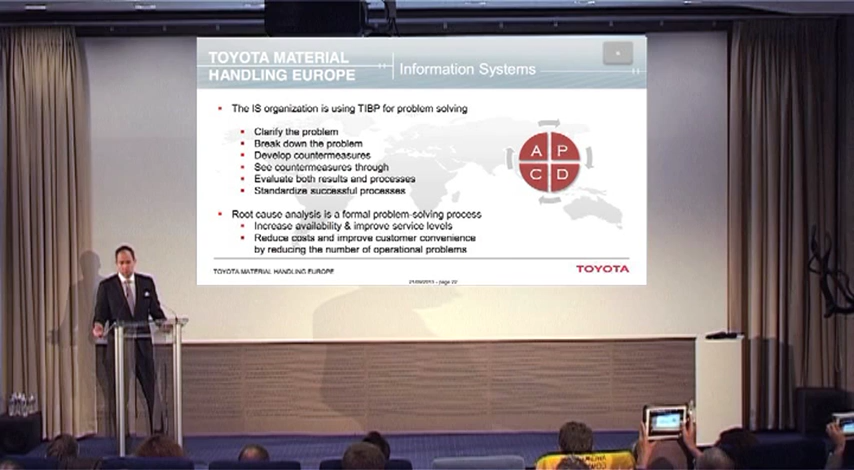 TOYOTA MATERIAL
HANDLING EUROPE
Information Systems
The IS organization is using TIBP for problem solving
Clarify the problem
Break down the problem
Develop countermeasures
See countermeasures through
Evaluate both results and processes
Standardize successful processes
A P
C D
Root cause analysis is a formal problem-solving process
Increase availability & improve service levels
Reduce costs and improve customer convenience
by reducing the number of operational problems
TOYOTA MATERIAL HANDLING EUROPE
TOYOTA